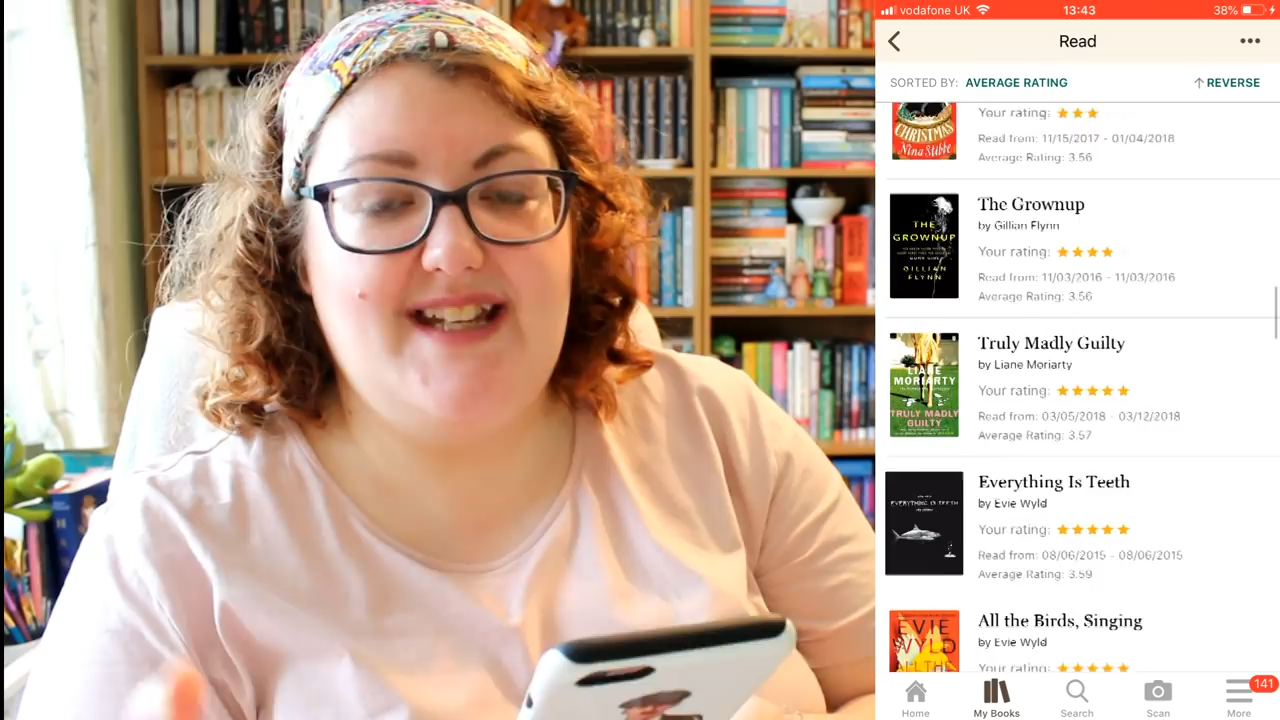 vodafone UK
13:43
38%
Read
SORTED BY: AVERAGE RATING
REVERSE
CHRISTMAS
Nina Stibbe
Your rating:
Read from: 11/15/2017 - 01/04/2018
Average Rating: 3.56
THE
GROWNUP
GILLIAN
FLYNN
The Grownup
by Gillian Flynn
Your rating:
Read from: 11/03/2016 - 11/03/2016
Average Rating: 3.56
LIANE
MORIARTY
TRULY MADLY
GUILTY
Truly Madly Guilty
by Liane Moriarty
Your rating:
Read from: 03/05/2018 - 03/12/2018
Average Rating: 3.57
EVERYTHING IS TEETH
Everything Is Teeth
by Evie Wyld
Your rating:
Read from: 08/06/2015 - 08/06/2015
Average Rating: 3.59
EVIE
WYLD
ALL THE
All the Birds, Singing
by Evie Wyld
Your rating:
Home
My Books
Search
Scan
More
141